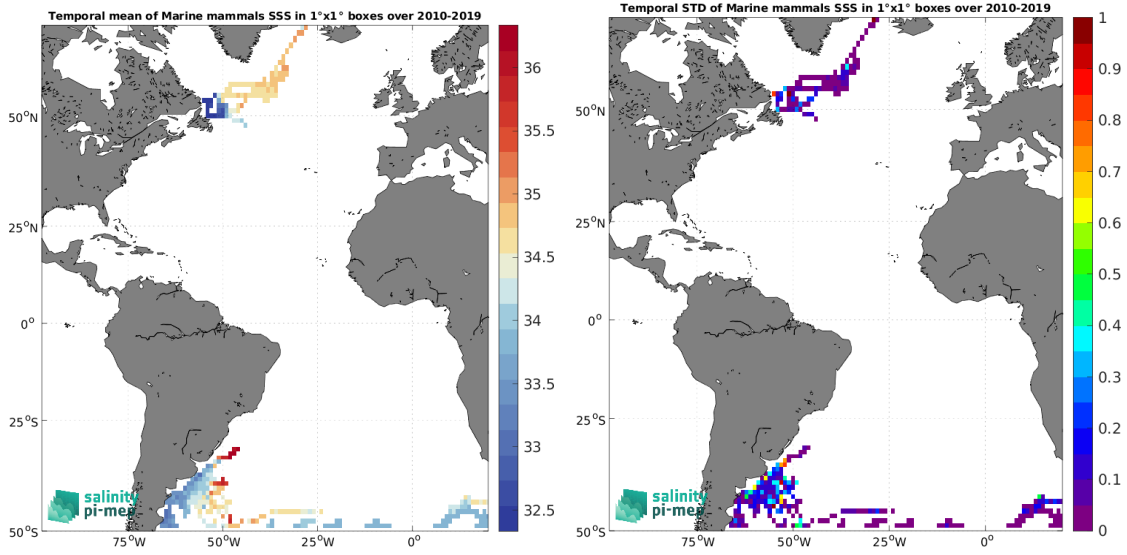 Temporal mean of Marine mammals SSS in 1°x1° boxes over 2010-2019
50°N
25°N
0°
25°S
50°S
75°W
50°W
25°W
0°
36
35.5
35
34.5
34
33.5
33
32.5
salinity
pi-mep
Temporal STD of Marine mammals SSS in 1°x1° boxes over 2010-2019
50°N
25°N
0°
25°S
50°S
75°W
50°W
25°W
0°
1
0.9
0.8
0.7
0.6
0.5
0.4
0.3
0.2
0.1
0
salinity
pi-mep